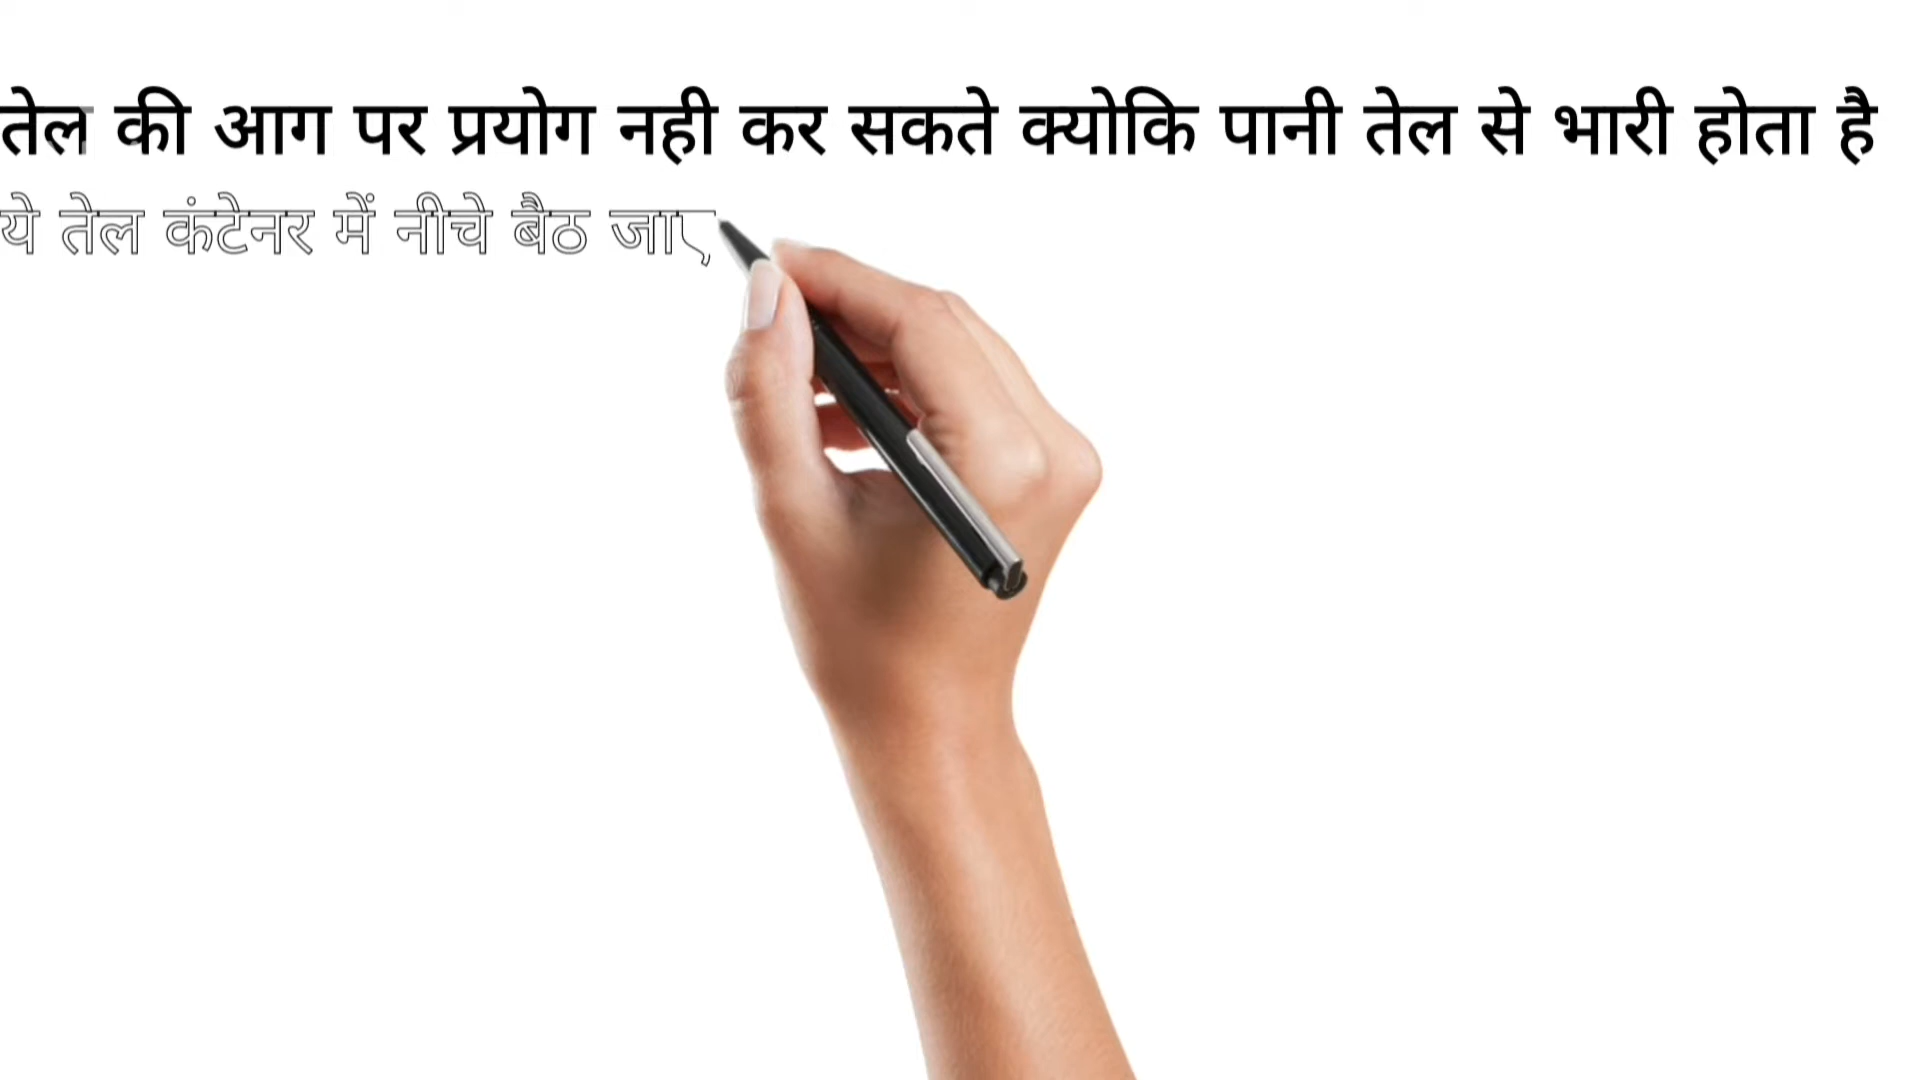 तेल की आग पर प्रयोग नही कर सकते क्योकि पानी तेल से भारी होता है
ये तेल कंटेनर में नीचे बैठ जाए